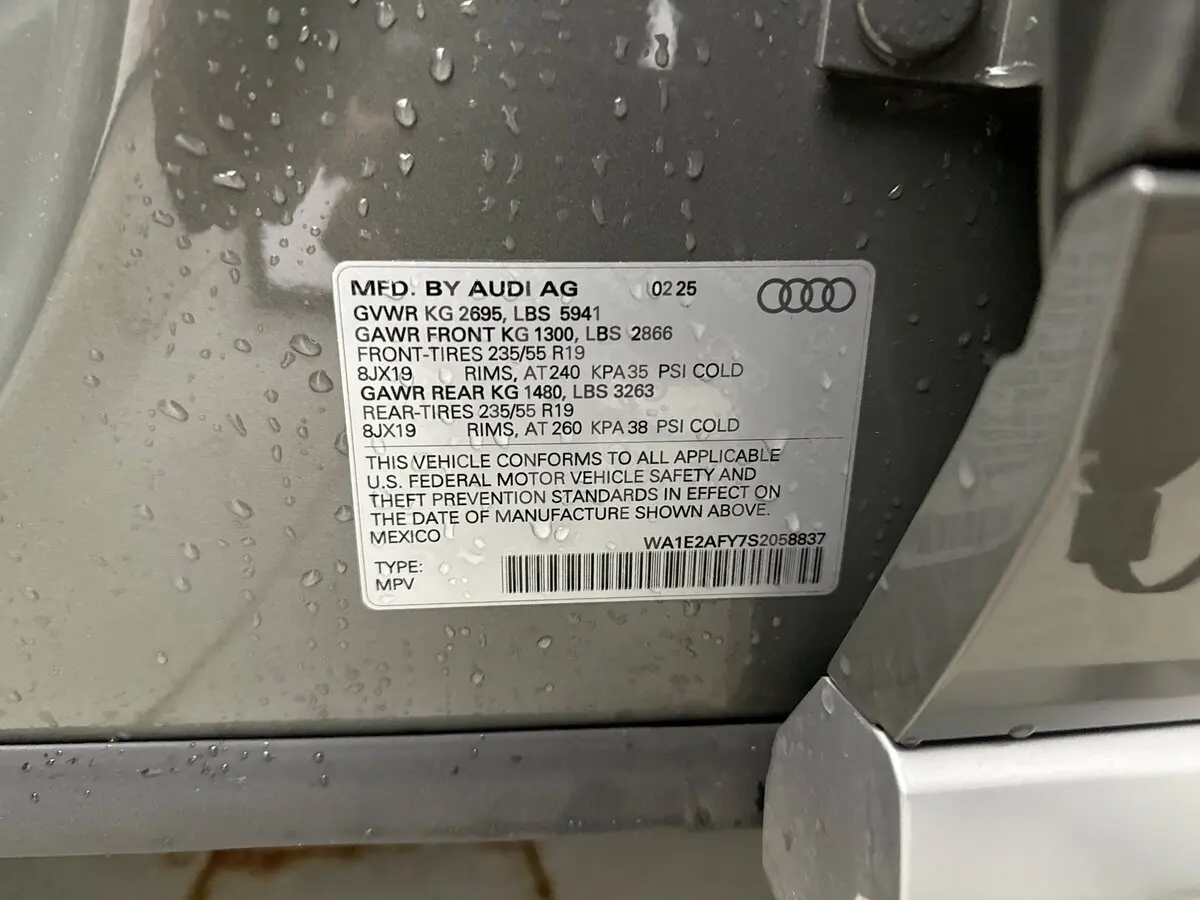 MFD. BY AUDI AG 02 25
GVWR KG 2695, LBS 5941
GAWR FRONT KG 1300, LBS 2866
FRONT-TIRES 235/55 R19
8JX19 RIMS, AT 240 KPA 35 PSI COLD
GAWR REAR KG 1480, LBS 3263
REAR-TIRES 235/55 R19
8JX19 RIMS, AT 260 KPA 38 PSI COLD
THIS VEHICLE CONFORMS TO ALL APPLICABLE
U.S. FEDERAL MOTOR VEHICLE SAFETY AND
THEFT PREVENTION STANDARDS IN EFFECT ON
THE DATE OF MANUFACTURE SHOWN ABOVE.
MEXICO WA1E2AFY7S2058837
TYPE:
MPV